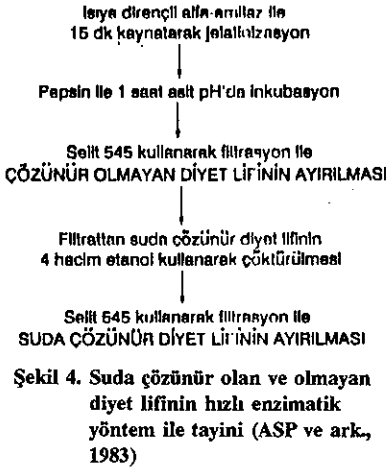 Isıya dirençli alfa-amilaz ile
15 dk kaynatarak jelatinizasyon
Pepsin ile 1 saat asit pH'da inkubasyon
Selit 545 kullanarak filtrasyon ile
ÇÖZÜNÜR OLMAYAN DİYET LİFİNİN AYIRILMASI
Filtrattan suda çözünür diyet lifinin
4 hacim etanol kullanarak çöktürülmesi
Selit 545 kullanarak filtrasyon ile
SUDA ÇÖZÜNÜR DİYET LİFİNİN AYIRILMASI
Şekil 4. Suda çözünür olan ve olmayan
diyet lifinin hızlı enzimatik
yöntem ile tayini (ASP ve ark.,
1983)